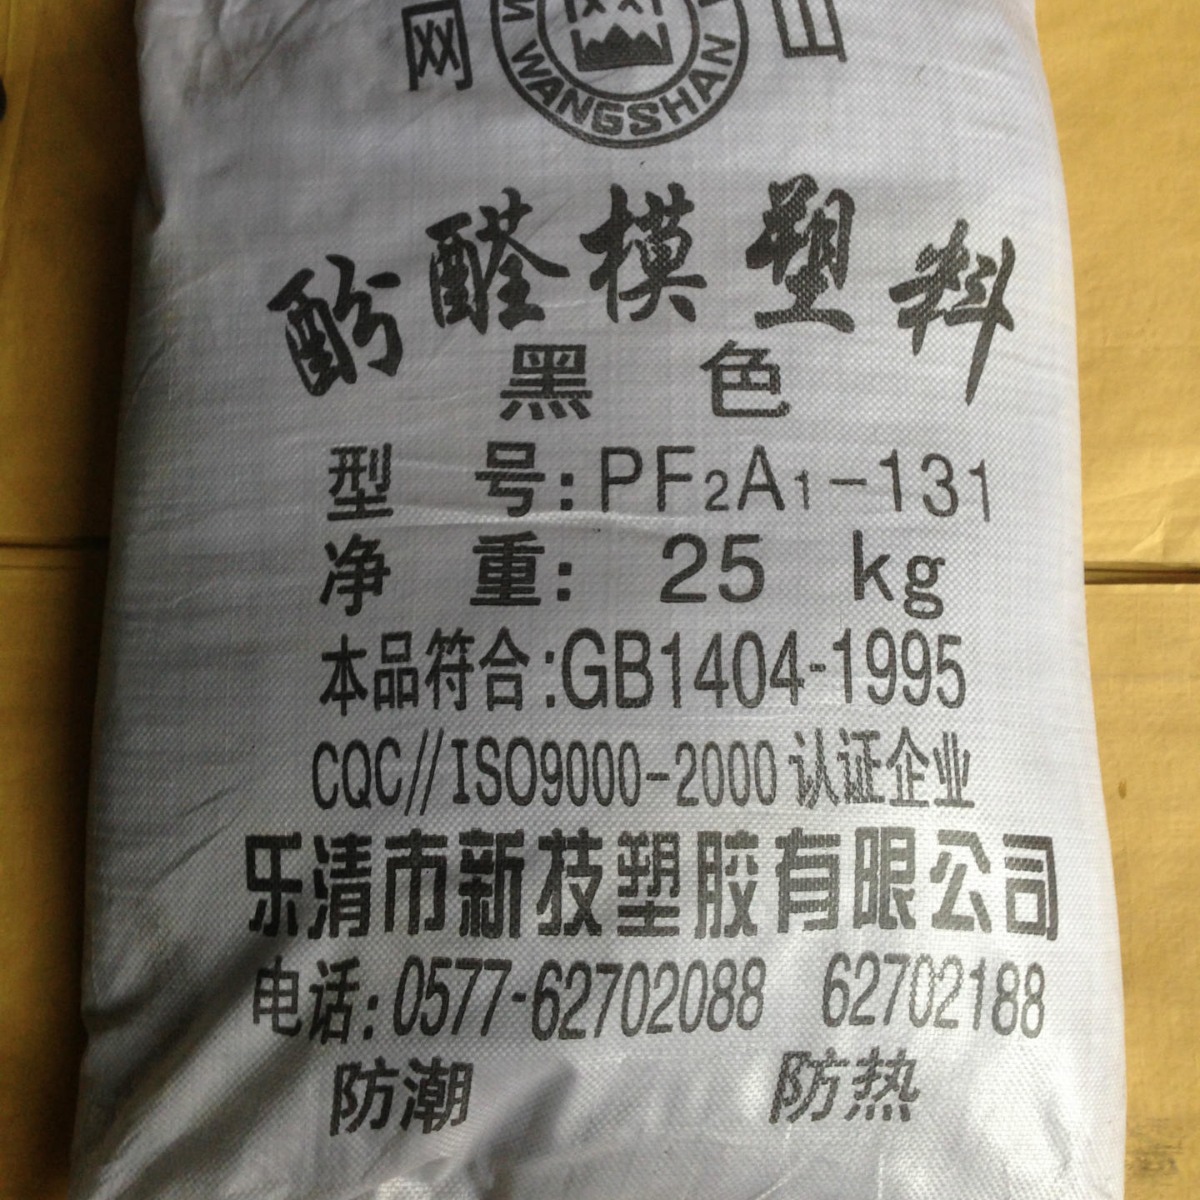 网 WANGSHAN 山
酚醛模塑料
黑 色
型 号: PF₂A₁-131
净 重: 25 kg
本品符合:GB1404-1995
CQC//ISO9000-2000认证企业
乐清市新技塑胶有限公司
电话:0577-62702088 62702188
防潮 防热